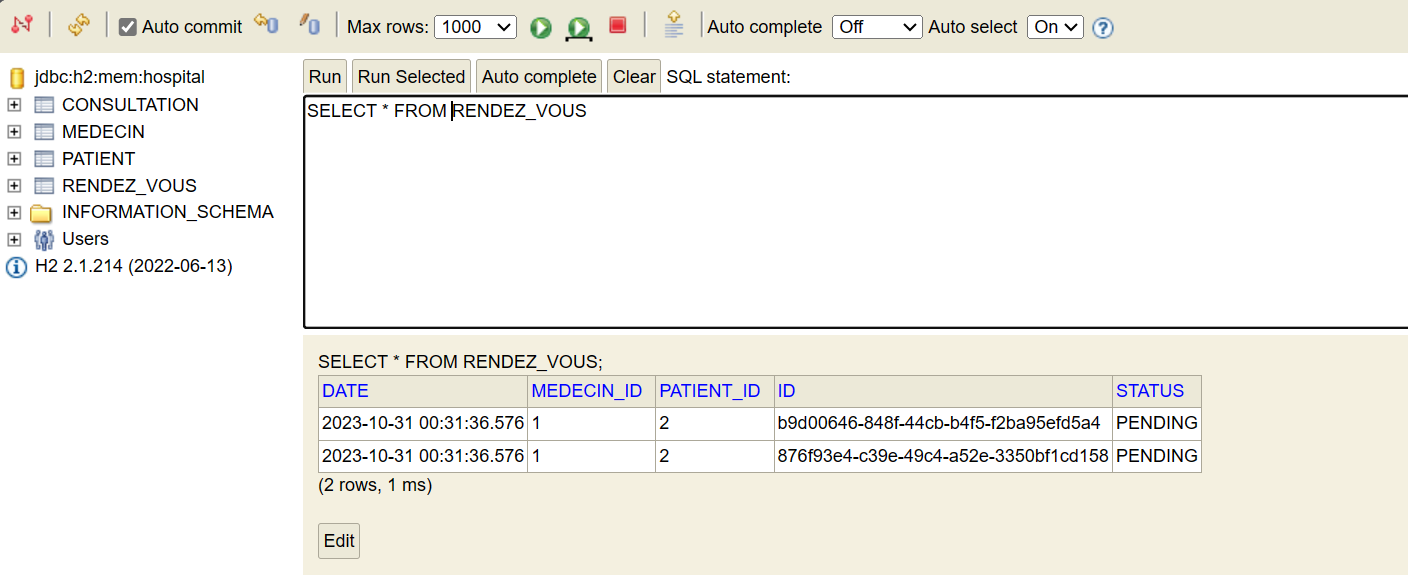 Auto commit Max rows: 1000 Auto complete Off Auto select On
jdbc:h2:mem:hospital
CONSULTATION
MEDECIN
PATIENT
RENDEZ_VOUS
INFORMATION_SCHEMA
Users
H2 2.1.214 (2022-06-13)
Run Run Selected Auto complete Clear SQL statement:
SELECT * FROM RENDEZ_VOUS
SELECT * FROM RENDEZ_VOUS;
DATE MEDECIN_ID PATIENT_ID ID STATUS
2023-10-31 00:31:36.576 1 2 b9d00646-848f-44cb-b4f5-f2ba95efd5a4 PENDING
2023-10-31 00:31:36.576 1 2 876f93e4-c39e-49c4-a52e-3350bf1cd158 PENDING
(2 rows, 1 ms)
Edit